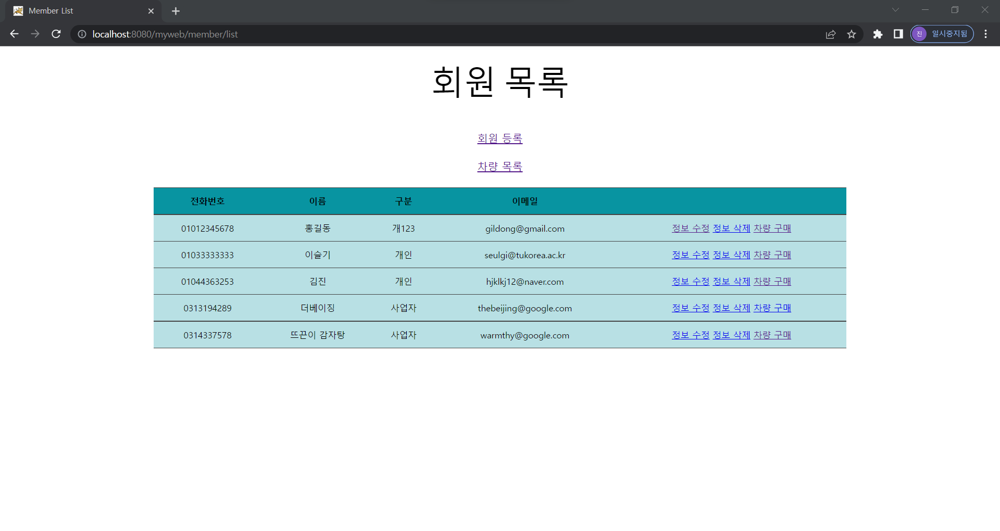 Member List
localhost:8080/myweb/member/list
진 일시중지됨
회원 목록
회원 등록
차량 목록
전화번호 이름 구분 이메일
01012345678 홍길동 개123 gildong@gmail.com 정보 수정 정보 삭제 차량 구매
01033333333 이슬기 개인 seulgi@tukorea.ac.kr 정보 수정 정보 삭제 차량 구매
01044363253 김진 개인 hjklkj12@naver.com 정보 수정 정보 삭제 차량 구매
0313194289 더베이징 사업자 thebeijing@google.com 정보 수정 정보 삭제 차량 구매
0314337578 뜨끈이 감자탕 사업자 warmthy@google.com 정보 수정 정보 삭제 차량 구매